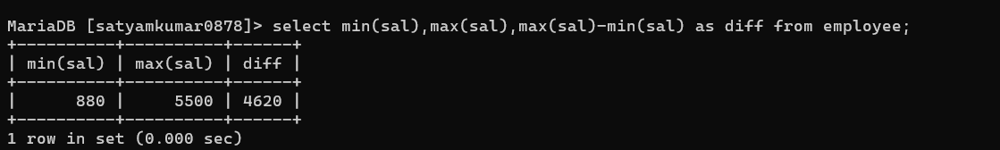 MariaDB [satyamkumar0878]> select min(sal),max(sal),max(sal)-min(sal) as diff from employee;
+----------+----------+------+
| min(sal) | max(sal) | diff |
+----------+----------+------+
|      880 |     5500 | 4620 |
+----------+----------+------+
1 row in set (0.000 sec)